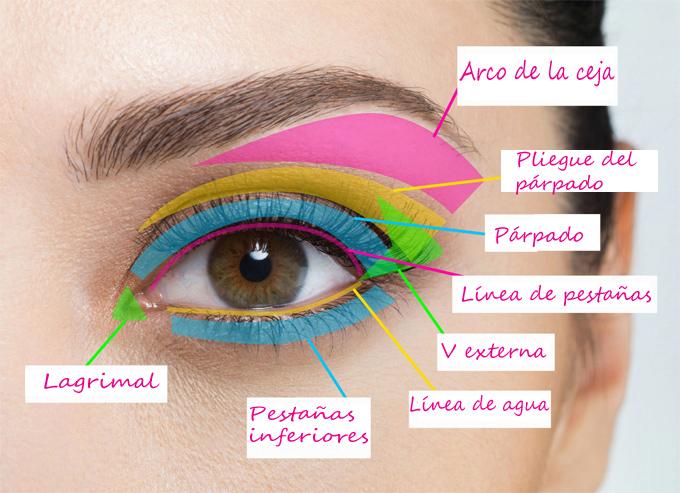 Arco de la ceja
Pliegue del
párpado
Párpado
Línea de pestañas
V externa
Lagrimal
Línea de agua
Pestañas
inferiores